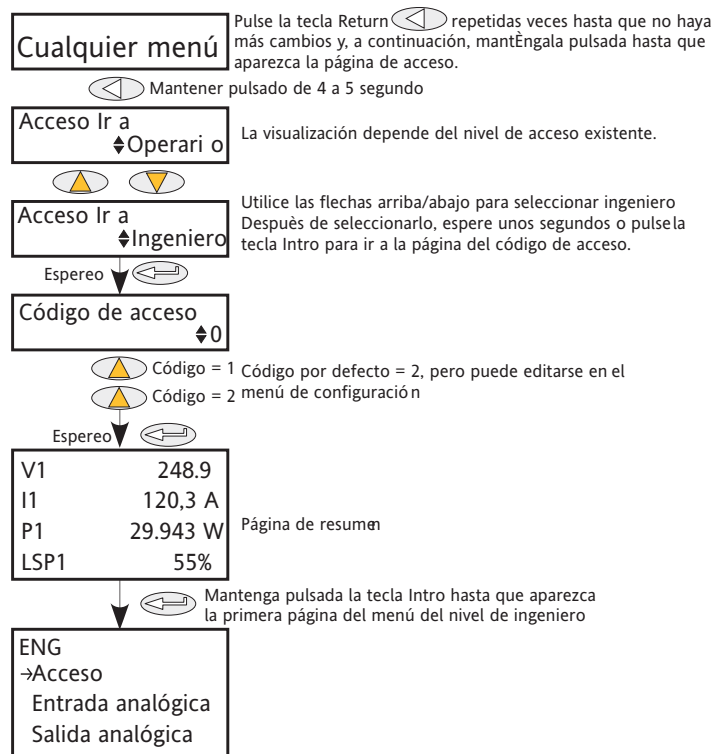 Cualquier menú
Pulse la tecla Return repetidas veces hasta que no haya
más cambios y, a continuación, mantÈngala pulsada hasta que
aparezca la página de acceso.
Mantener pulsado de 4 a 5 segundo
Acceso Ir a
Operari o
La visualización depende del nivel de acceso existente.
Acceso Ir a
Ingeniero
Utilice las flechas arriba/abajo para seleccionar ingeniero
Despuès de seleccionarlo, espere unos segundos o pulsela
tecla Intro para ir a la página del código de acceso.
Espereo
Código de acceso
0
Código = 1
Código = 2
Código por defecto = 2, pero puede editarse en el
menú de configuración
Espereo
V1 248.9
I1 120,3 A
P1 29.943 W
LSP1 55%
Página de resumen
Mantenga pulsada la tecla Intro hasta que aparezca
la primera página del menú del nivel de ingeniero
ENG
→Acceso
Entrada analógica
Salida analógica